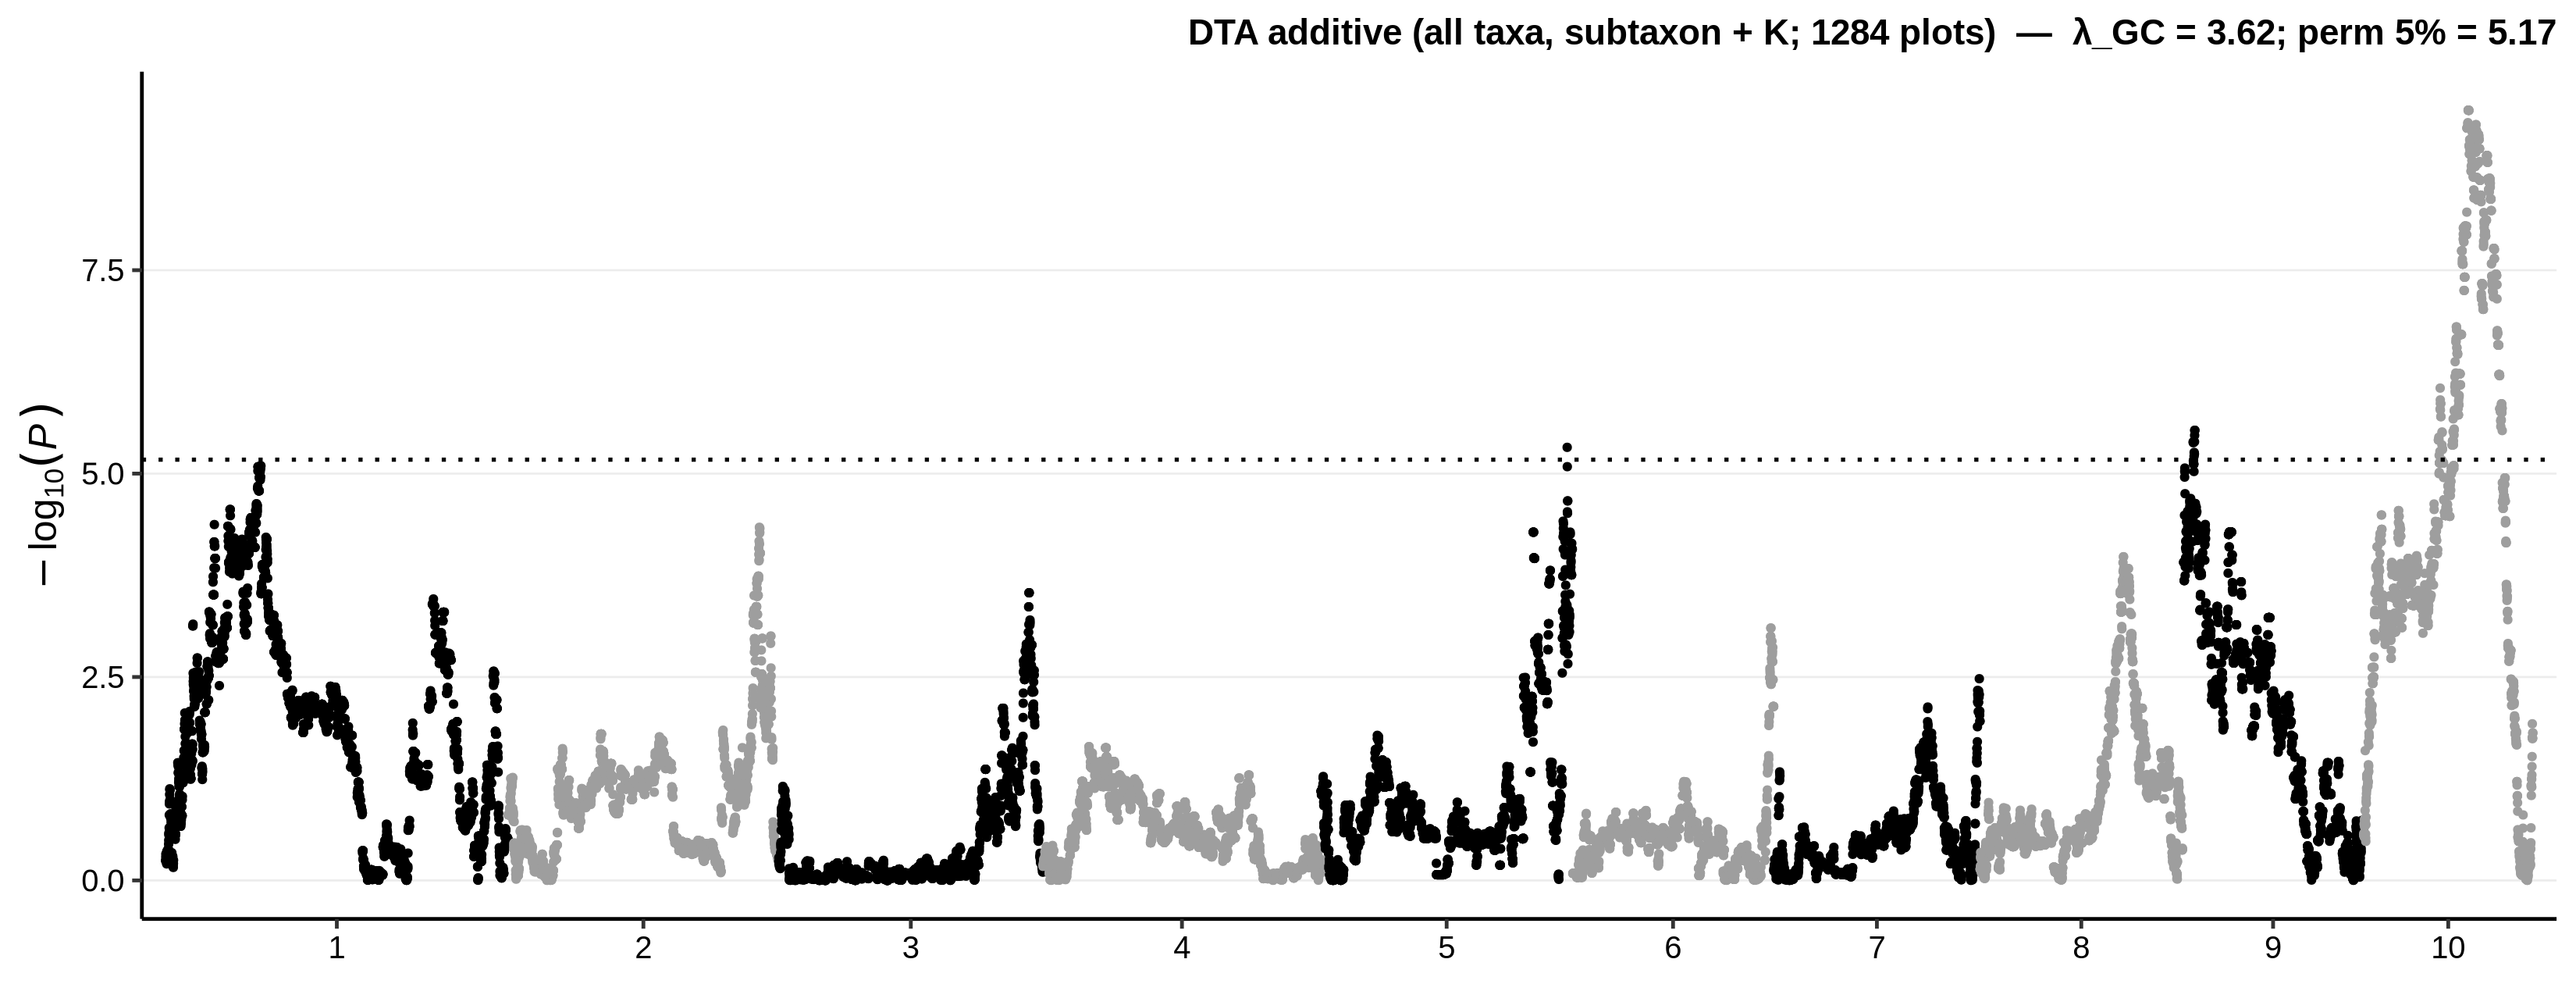 DTA additive (all taxa, subtaxon + K; 1284 plots) — λ_GC = 3.62; perm 5% = 5.17
− log10(P)
7.5
5.0
2.5
0.0
1 2 3 4 5 6 7 8 9 10